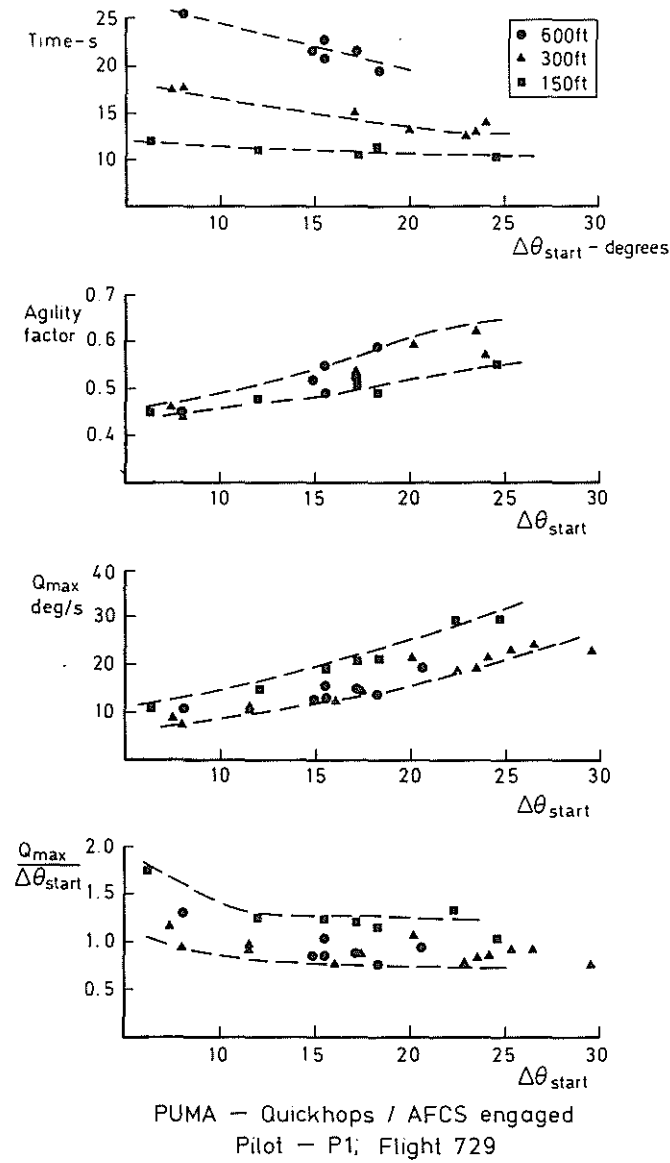 Time-s
25
20
15
10
600ft
300ft
150ft
10 15 20 25 30
Δθstart – degrees
Agility
factor
0.7
0.6
0.5
0.4
10 15 20 25 30
Δθstart
Qmax
deg/s
40
30
20
10
10 15 20 25 30
Δθstart
Qmax
Δθstart
2.0
1.5
1.0
0.5
10 15 20 25 30
Δθstart
PUMA – Quickhops / AFCS engaged
Pilot – P1; Flight 729